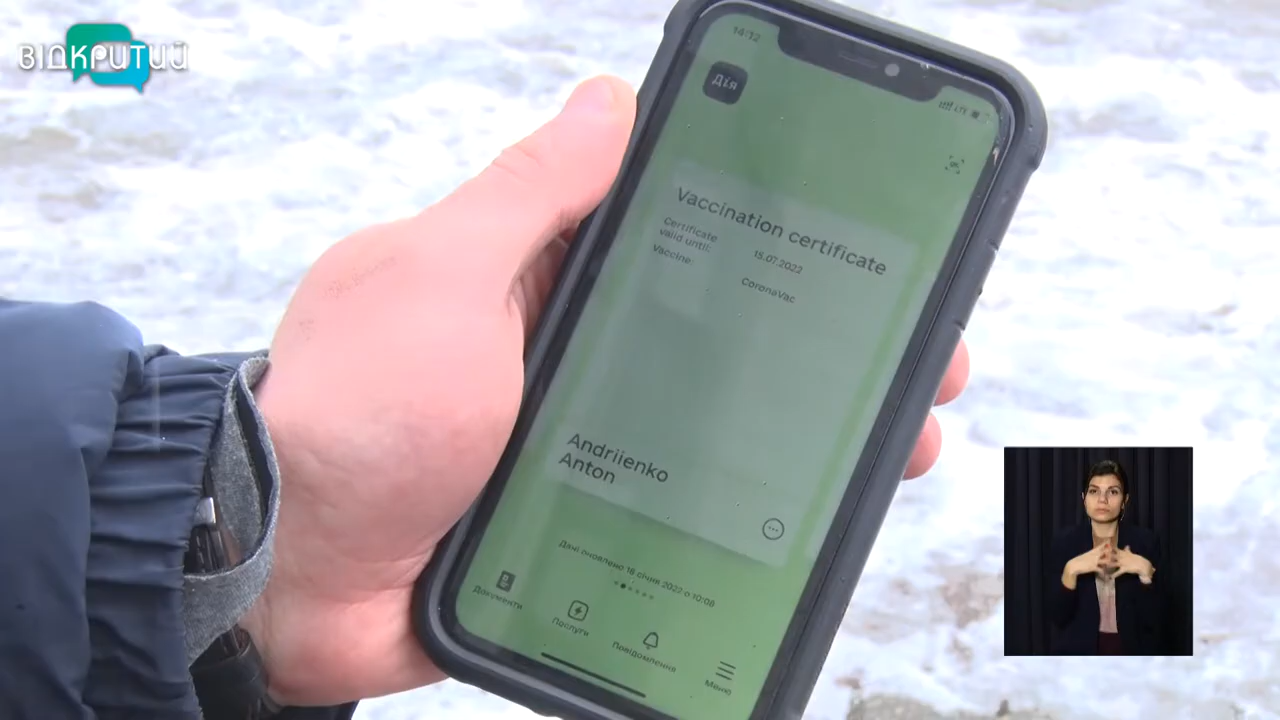 ВІДКРИТИЙ
14:12
LTE
Дія
Vaccination certificate
Certificate
valid until:
15.07.2022
Vaccine:
CoronaVac
Andriienko
Anton
Дані оновлено 16 січня 2022 о 10:08
Документи
Послуги
Повідомлення
Меню